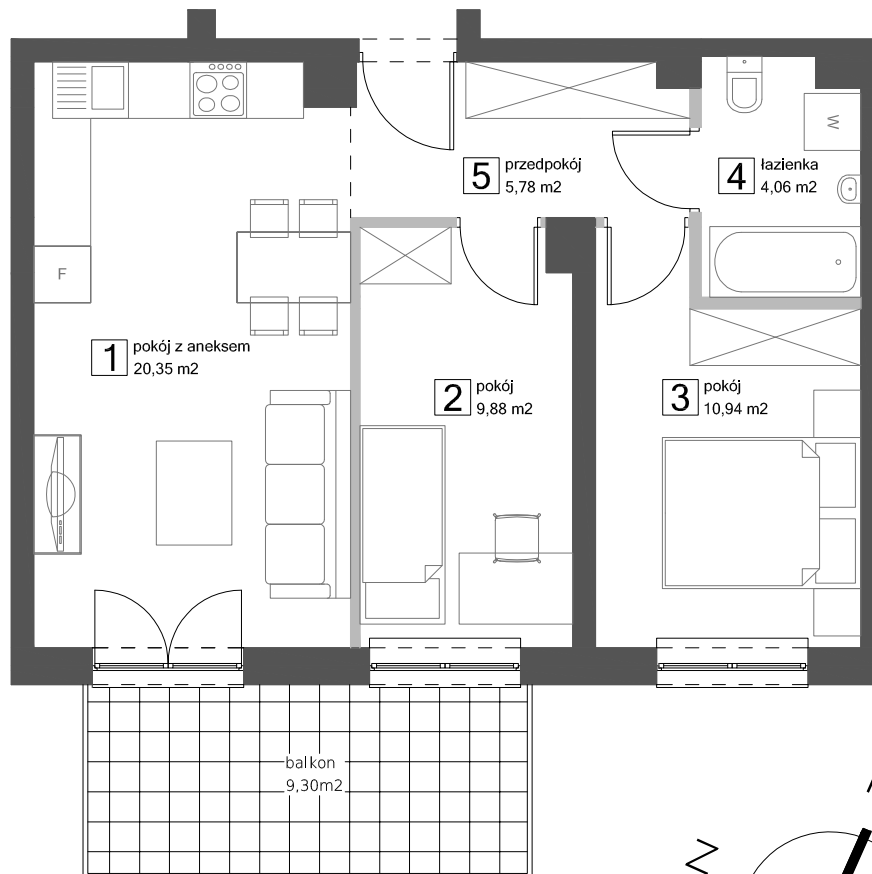 W
5
przedpokój
5,78 m2
4
łazienka
4,06 m2
F
1
pokój z aneksem
20,35 m2
2
pokój
9,88 m2
3
pokój
10,94 m2
balkon
9,30m2
Z